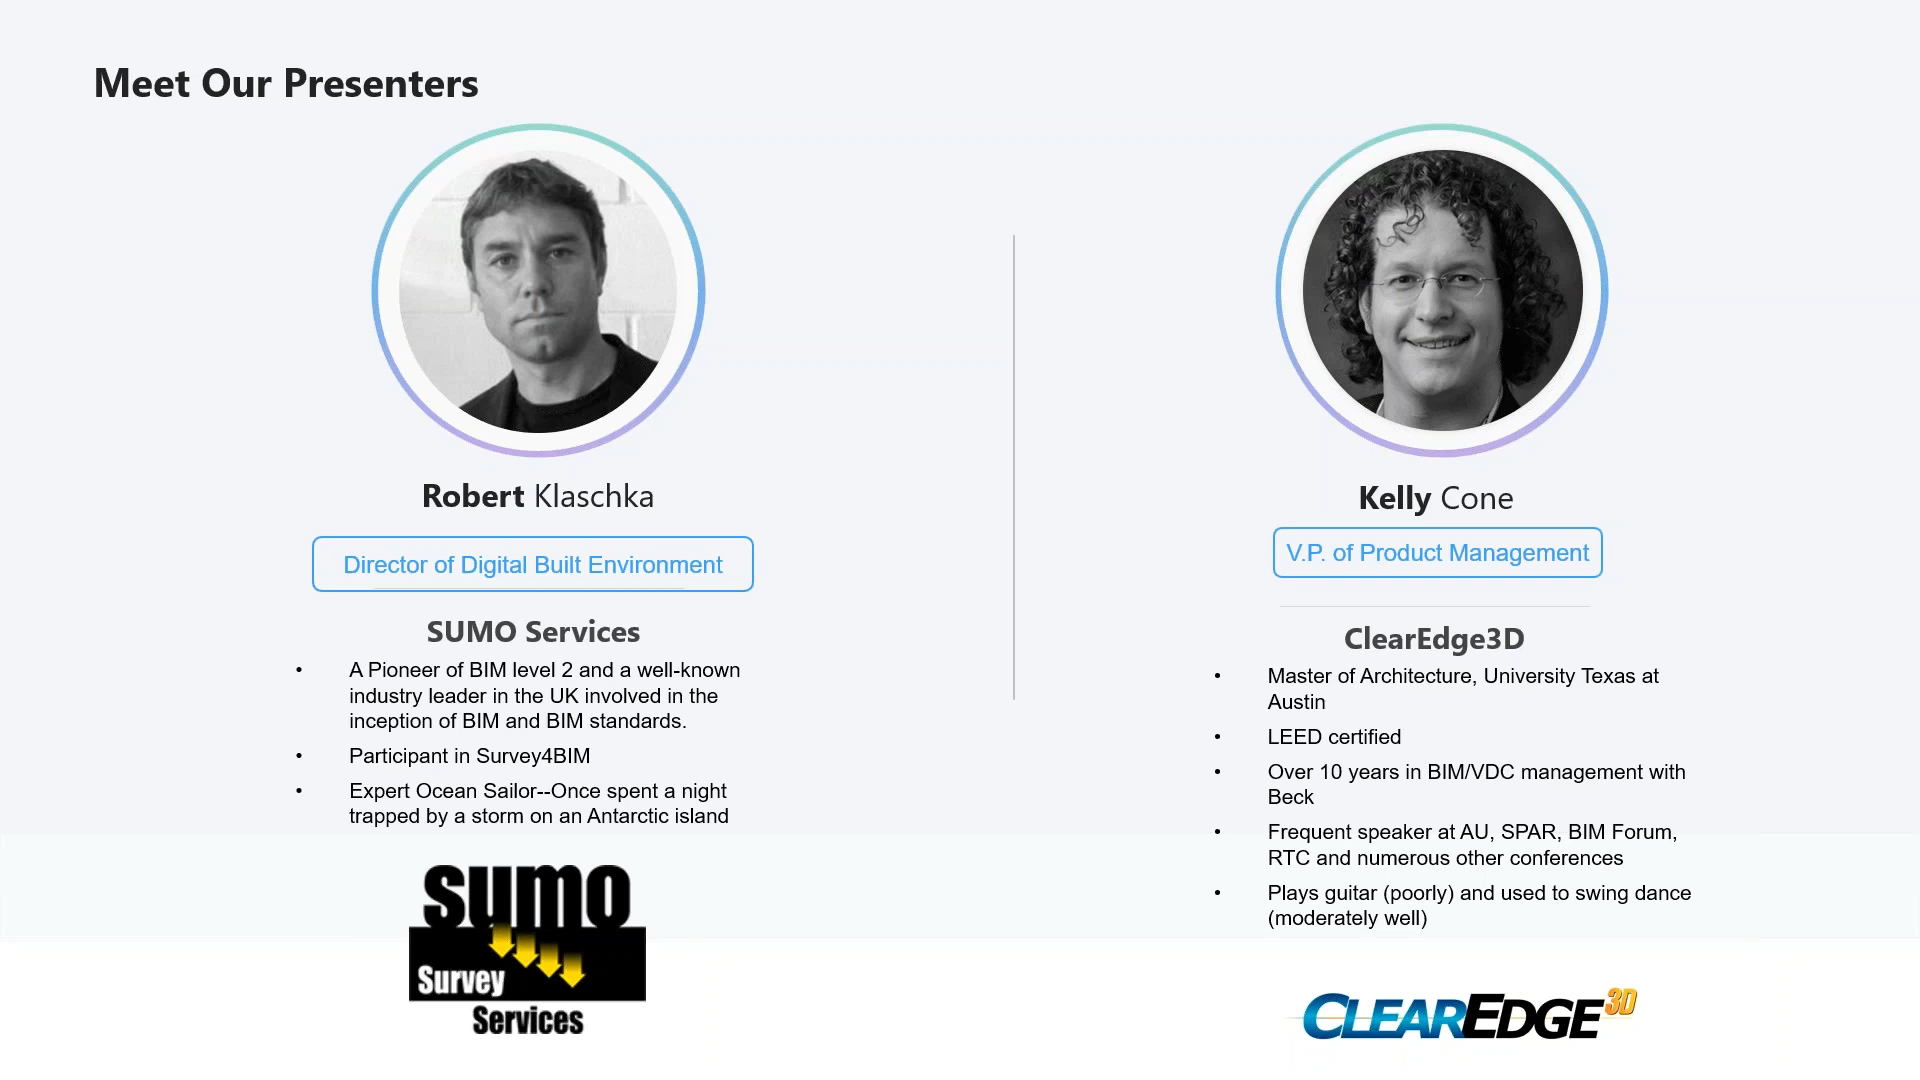 Meet Our Presenters
Robert Klaschka
Director of Digital Built Environment
SUMO Services
• A Pioneer of BIM level 2 and a well-known
industry leader in the UK involved in the
inception of BIM and BIM standards.
• Participant in Survey4BIM
• Expert Ocean Sailor--Once spent a night
trapped by a storm on an Antarctic island
sumo
Survey
Services
Kelly Cone
V.P. of Product Management
ClearEdge3D
• Master of Architecture, University Texas at
Austin
• LEED certified
• Over 10 years in BIM/VDC management with
Beck
• Frequent speaker at AU, SPAR, BIM Forum,
RTC and numerous other conferences
• Plays guitar (poorly) and used to swing dance
(moderately well)
CLEAREDGE3D